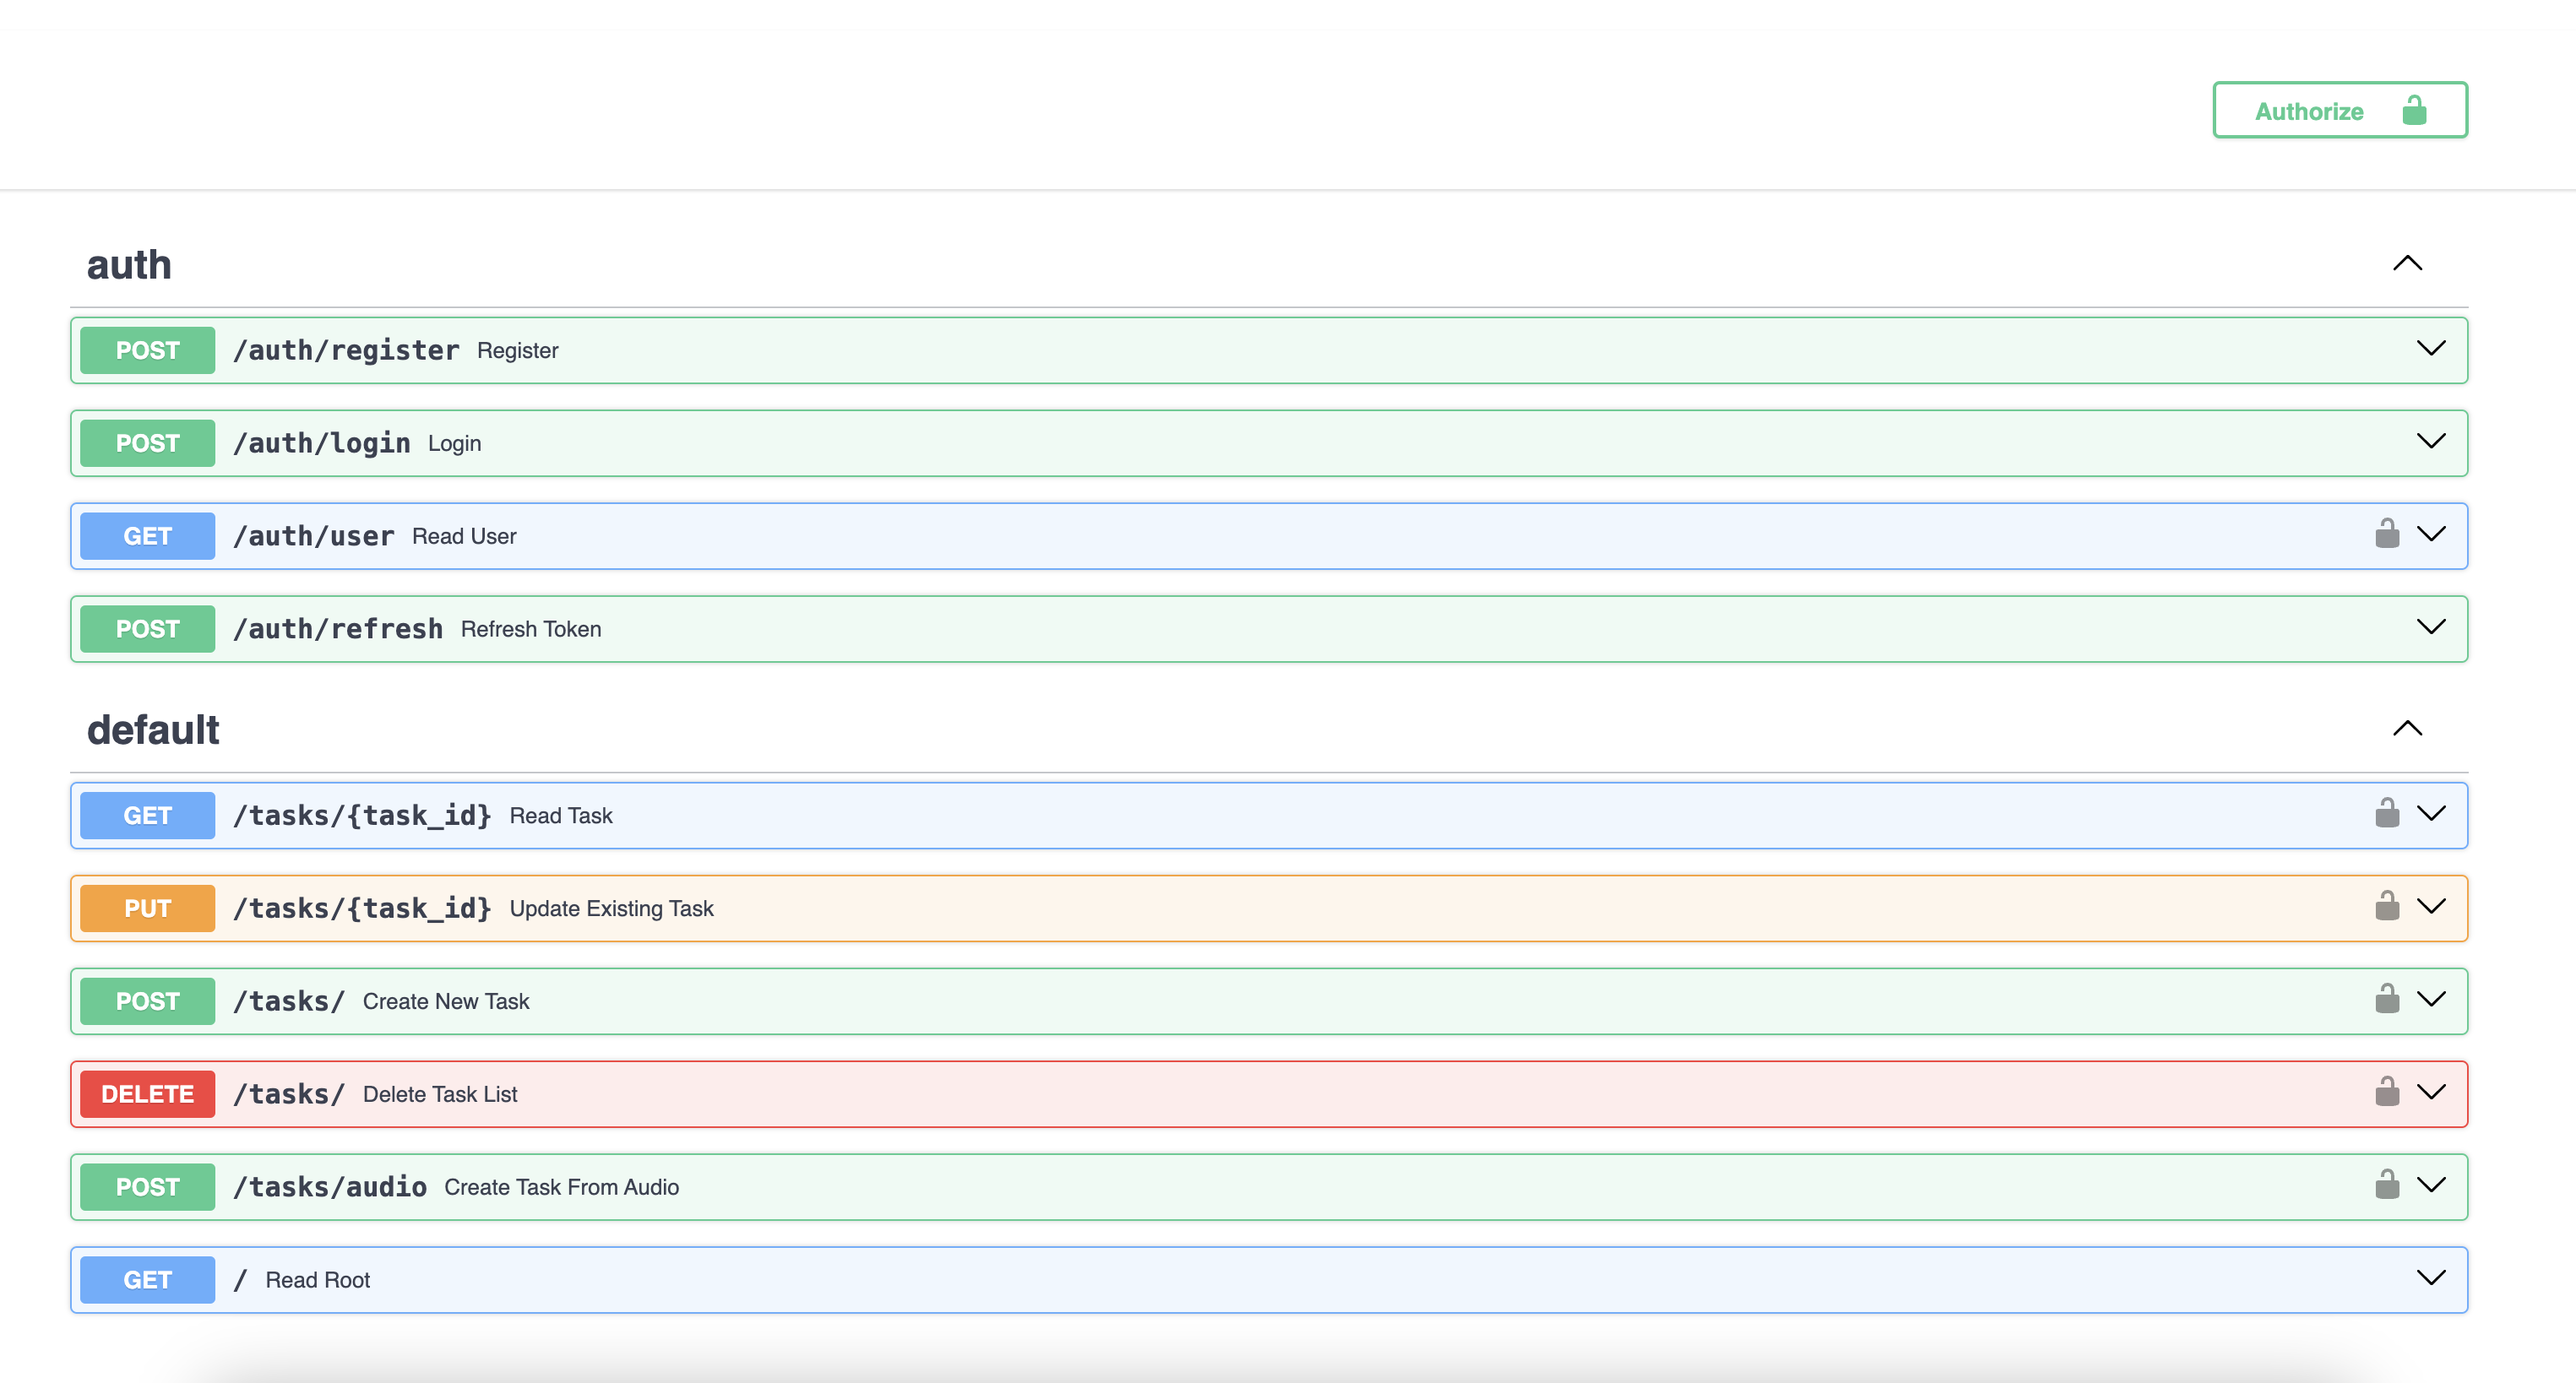 Authorize
auth
POST /auth/register Register
POST /auth/login Login
GET /auth/user Read User
POST /auth/refresh Refresh Token
default
GET /tasks/{task_id} Read Task
PUT /tasks/{task_id} Update Existing Task
POST /tasks/ Create New Task
DELETE /tasks/ Delete Task List
POST /tasks/audio Create Task From Audio
GET / Read Root